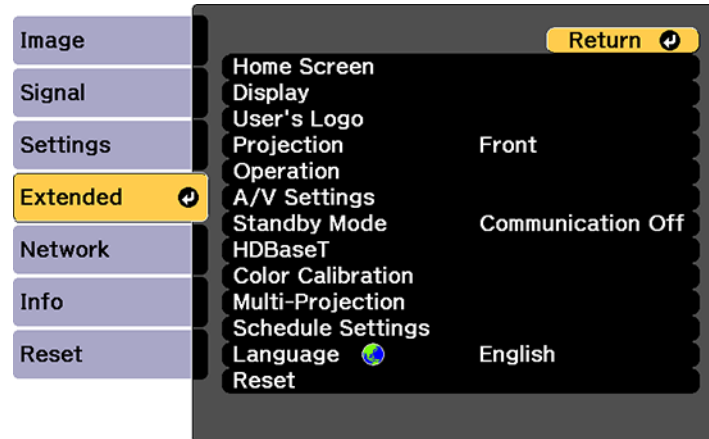 Image
Signal
Settings
Extended
Network
Info
Reset
Return
Home Screen
Display
User's Logo
Projection Front
Operation
A/V Settings
Standby Mode Communication Off
HDBaseT
Color Calibration
Multi-Projection
Schedule Settings
Language English
Reset